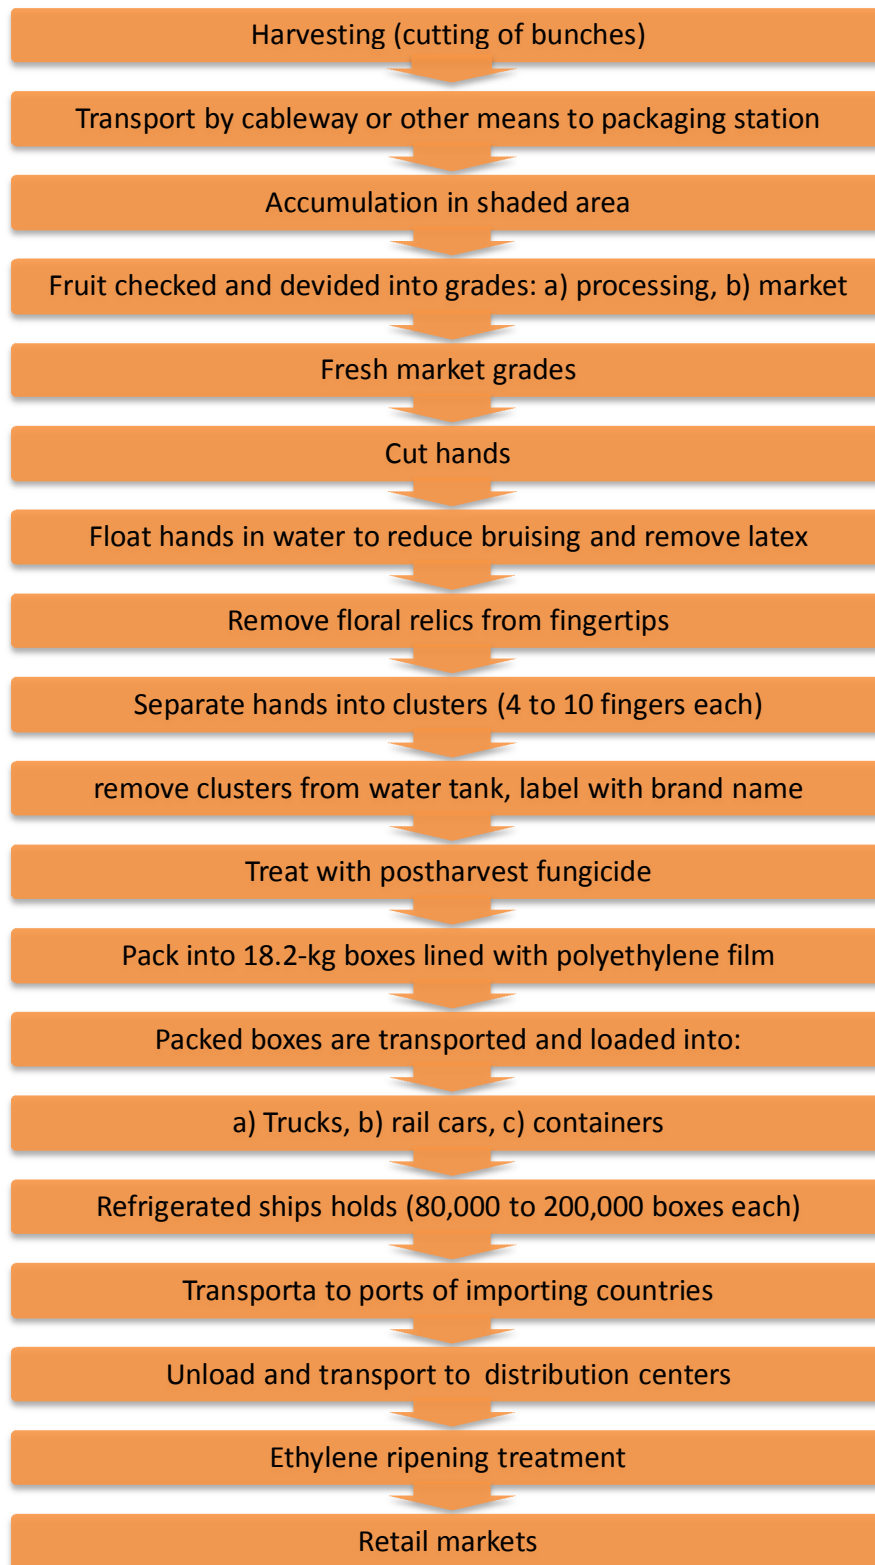 Harvesting (cutting of bunches)
Transport by cableway or other means to packaging station
Accumulation in shaded area
Fruit checked and devided into grades: a) processing, b) market
Fresh market grades
Cut hands
Float hands in water to reduce bruising and remove latex
Remove floral relics from fingertips
Separate hands into clusters (4 to 10 fingers each)
remove clusters from water tank, label with brand name
Treat with postharvest fungicide
Pack into 18.2-kg boxes lined with polyethylene film
Packed boxes are transported and loaded into:
a) Trucks, b) rail cars, c) containers
Refrigerated ships holds (80,000 to 200,000 boxes each)
Transporta to ports of importing countries
Unload and transport to  distribution centers
Ethylene ripening treatment
Retail markets